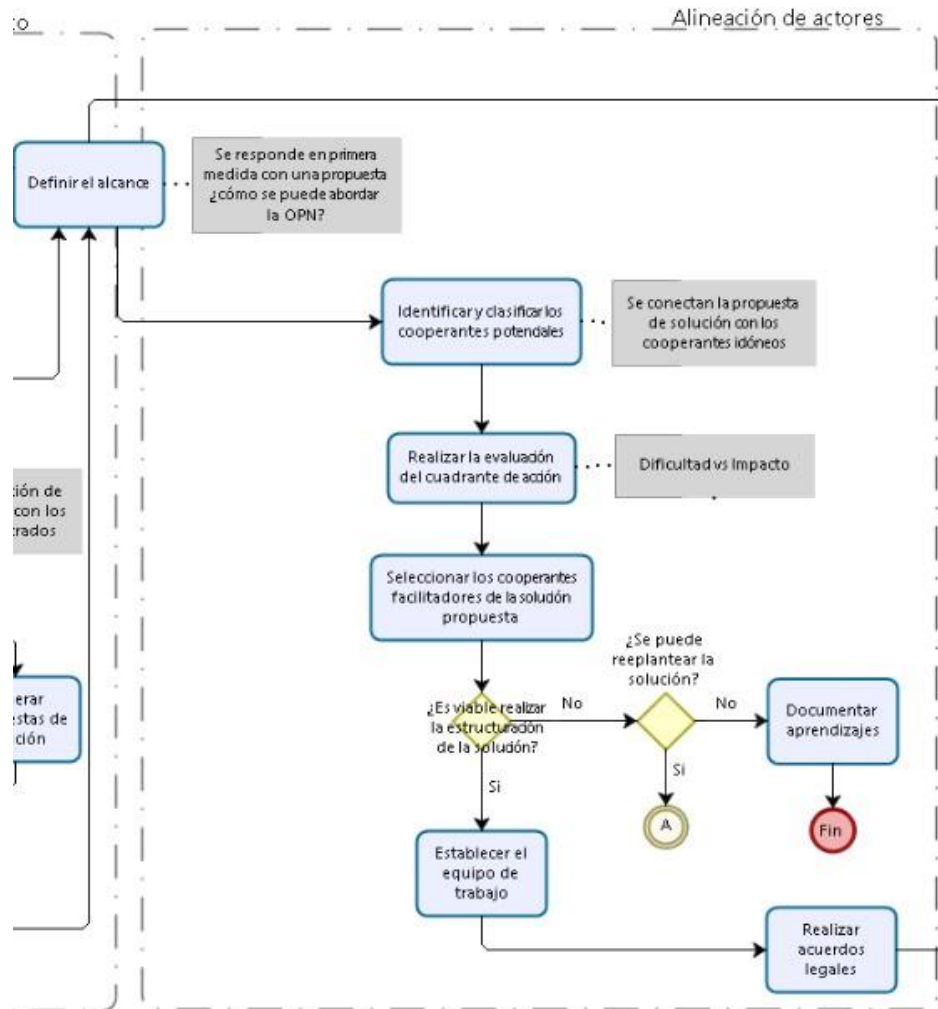 to
Alineación de actores
Definir el alcance
Se responde en primera
medida con una propuesta
¿cómo se puede abordar
la OPN?
Identificar y clasificar los
cooperantes potenciales
Se conectan la propuesta
de solución con los
cooperantes idóneos
Realizar la evaluación
del cuadrante de acción
Dificultad vs Impacto
ción de
con los
trados
Seleccionar los cooperantes
facilitadores de la solución
propuesta
¿Se puede
reeplantear la
solución?
erar
estas de
ción
¿Es viable realizar
la estructuración
de la solución?
No
No
Documentar
aprendizajes
Si
Si
A
Fin
Establecer el
equipo de
trabajo
Realizar
acuerdos
legales